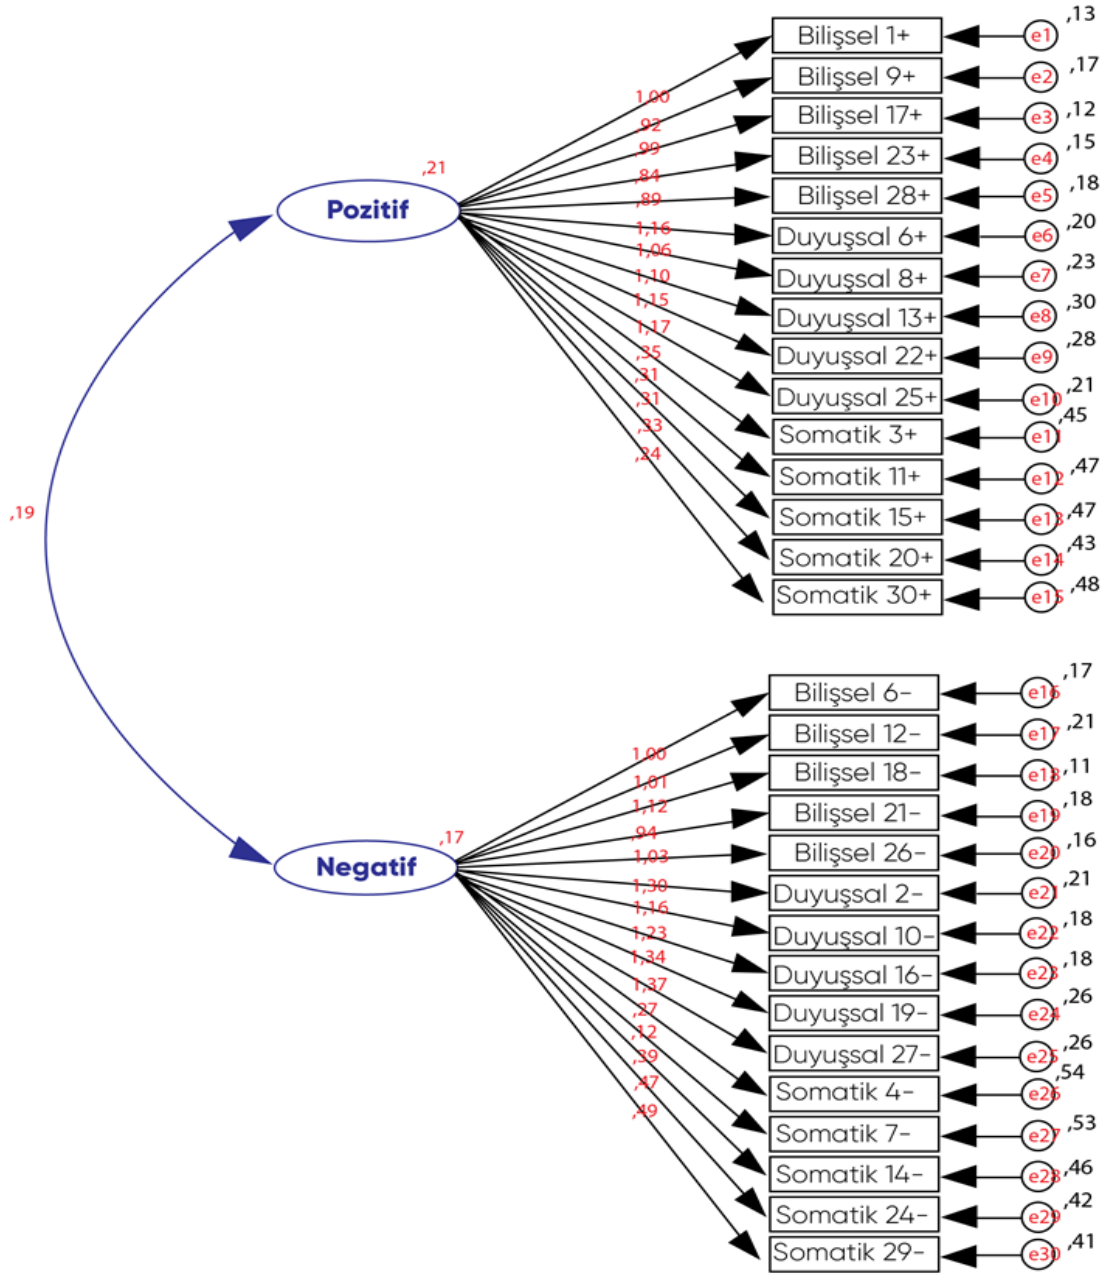 Bilişsel 1+ e1 ,13
Bilişsel 9+ e2 ,17
Bilişsel 17+ e3 ,12
Bilişsel 23+ e4 ,15
Bilişsel 28+ e5 ,18
Duyuşsal 6+ e6 ,20
Duyuşsal 8+ e7 ,23
Duyuşsal 13+ e8 ,30
Duyuşsal 22+ e9 ,28
Duyuşsal 25+ e10 ,21
Somatik 3+ e11 ,45
Somatik 11+ e12 ,47
Somatik 15+ e13 ,47
Somatik 20+ e14 ,43
Somatik 30+ e15 ,48
1,00
,92
,99
,84
,89
1,16
1,06
1,10
1,15
1,17
,35
,31
,31
,33
,24
,21
Pozitif
,19
Bilişsel 6- e16 ,17
Bilişsel 12- e17 ,21
Bilişsel 18- e18 ,11
Bilişsel 21- e19 ,18
Bilişsel 26- e20 ,16
Duyuşsal 2- e21 ,21
Duyuşsal 10- e22 ,18
Duyuşsal 16- e23 ,18
Duyuşsal 19- e24 ,26
Duyuşsal 27- e25 ,26
Somatik 4- e26 ,54
Somatik 7- e27 ,53
Somatik 14- e28 ,46
Somatik 24- e29 ,42
Somatik 29- e30 ,41
1,00
1,01
1,12
,94
1,03
1,30
1,16
1,23
1,34
1,37
,27
,12
,39
,47
,49
,17
Negatif